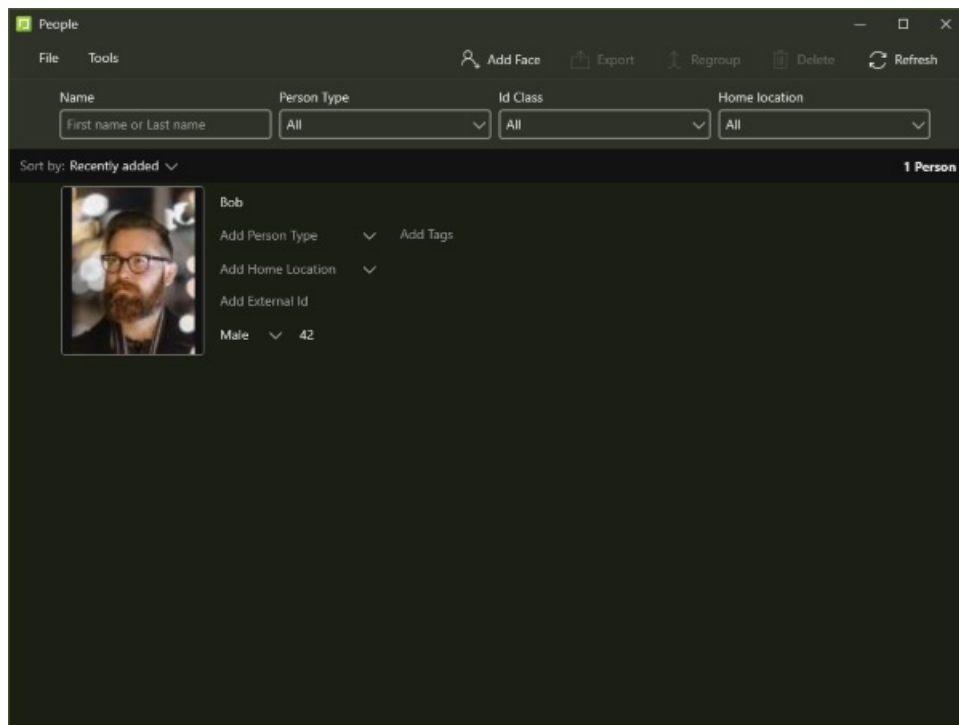 People
File Tools Add Face Export Regroup Delete Refresh
Name Person Type Id Class Home location
First name or Last name All All All
Sort by: Recently added 1 Person
Bob
Add Person Type Add Tags
Add Home Location
Add External Id
Male 42